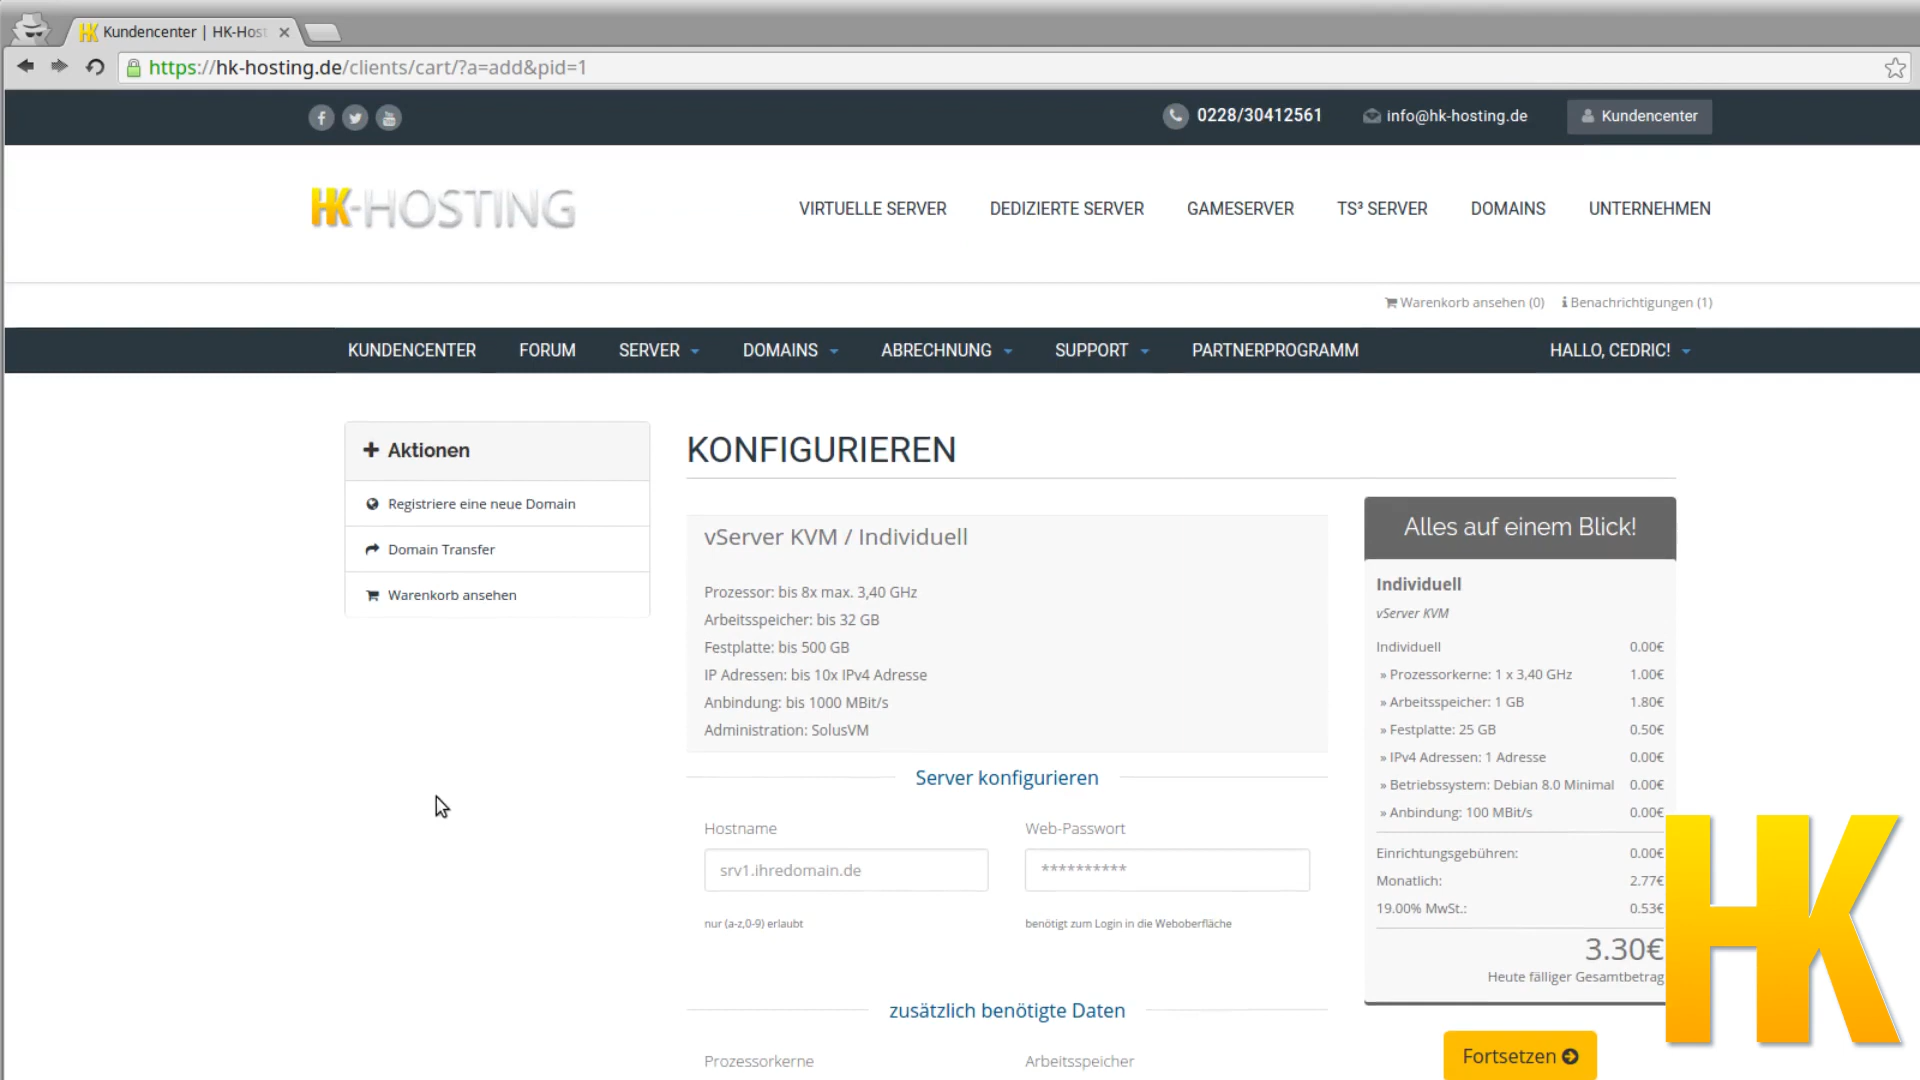 Kundencenter | HK-Host
https://hk-hosting.de/clients/cart/?a=add&pid=1
0228/30412561
info@hk-hosting.de
Kundencenter
HK-HOSTING
VIRTUELLE SERVER
DEDIZIERTE SERVER
GAMESERVER
TS³ SERVER
DOMAINS
UNTERNEHMEN
Warenkorb ansehen (0)
Benachrichtigungen (1)
KUNDENCENTER
FORUM
SERVER
DOMAINS
ABRECHNUNG
SUPPORT
PARTNERPROGRAMM
HALLO, CEDRIC!
Aktionen
Registriere eine neue Domain
Domain Transfer
Warenkorb ansehen
KONFIGURIEREN
vServer KVM / Individuell
Prozessor: bis 8x max. 3,40 GHz
Arbeitsspeicher: bis 32 GB
Festplatte: bis 500 GB
IP Adressen: bis 10x IPv4 Adresse
Anbindung: bis 1000 MBit/s
Administration: SolusVM
Server konfigurieren
Hostname
srv1.ihredomain.de
nur (a-z,0-9) erlaubt
Web-Passwort
**********
benötigt zum Login in die Weboberfläche
zusätzlich benötigte Daten
Prozessorkerne
Arbeitsspeicher
Alles auf einem Blick!
Individuell
vServer KVM
Individuell 0.00€
» Prozessorkerne: 1 x 3,40 GHz 1.00€
» Arbeitsspeicher: 1 GB 1.80€
» Festplatte: 25 GB 0.50€
» IPv4 Adressen: 1 Adresse 0.00€
» Betriebssystem: Debian 8.0 Minimal 0.00€
» Anbindung: 100 MBit/s 0.00€
Einrichtungsgebühren: 0.00€
Monatlich: 2.77€
19.00% MwSt.: 0.53€
3.30€
Heute fälliger Gesamtbetrag
Fortsetzen
HK